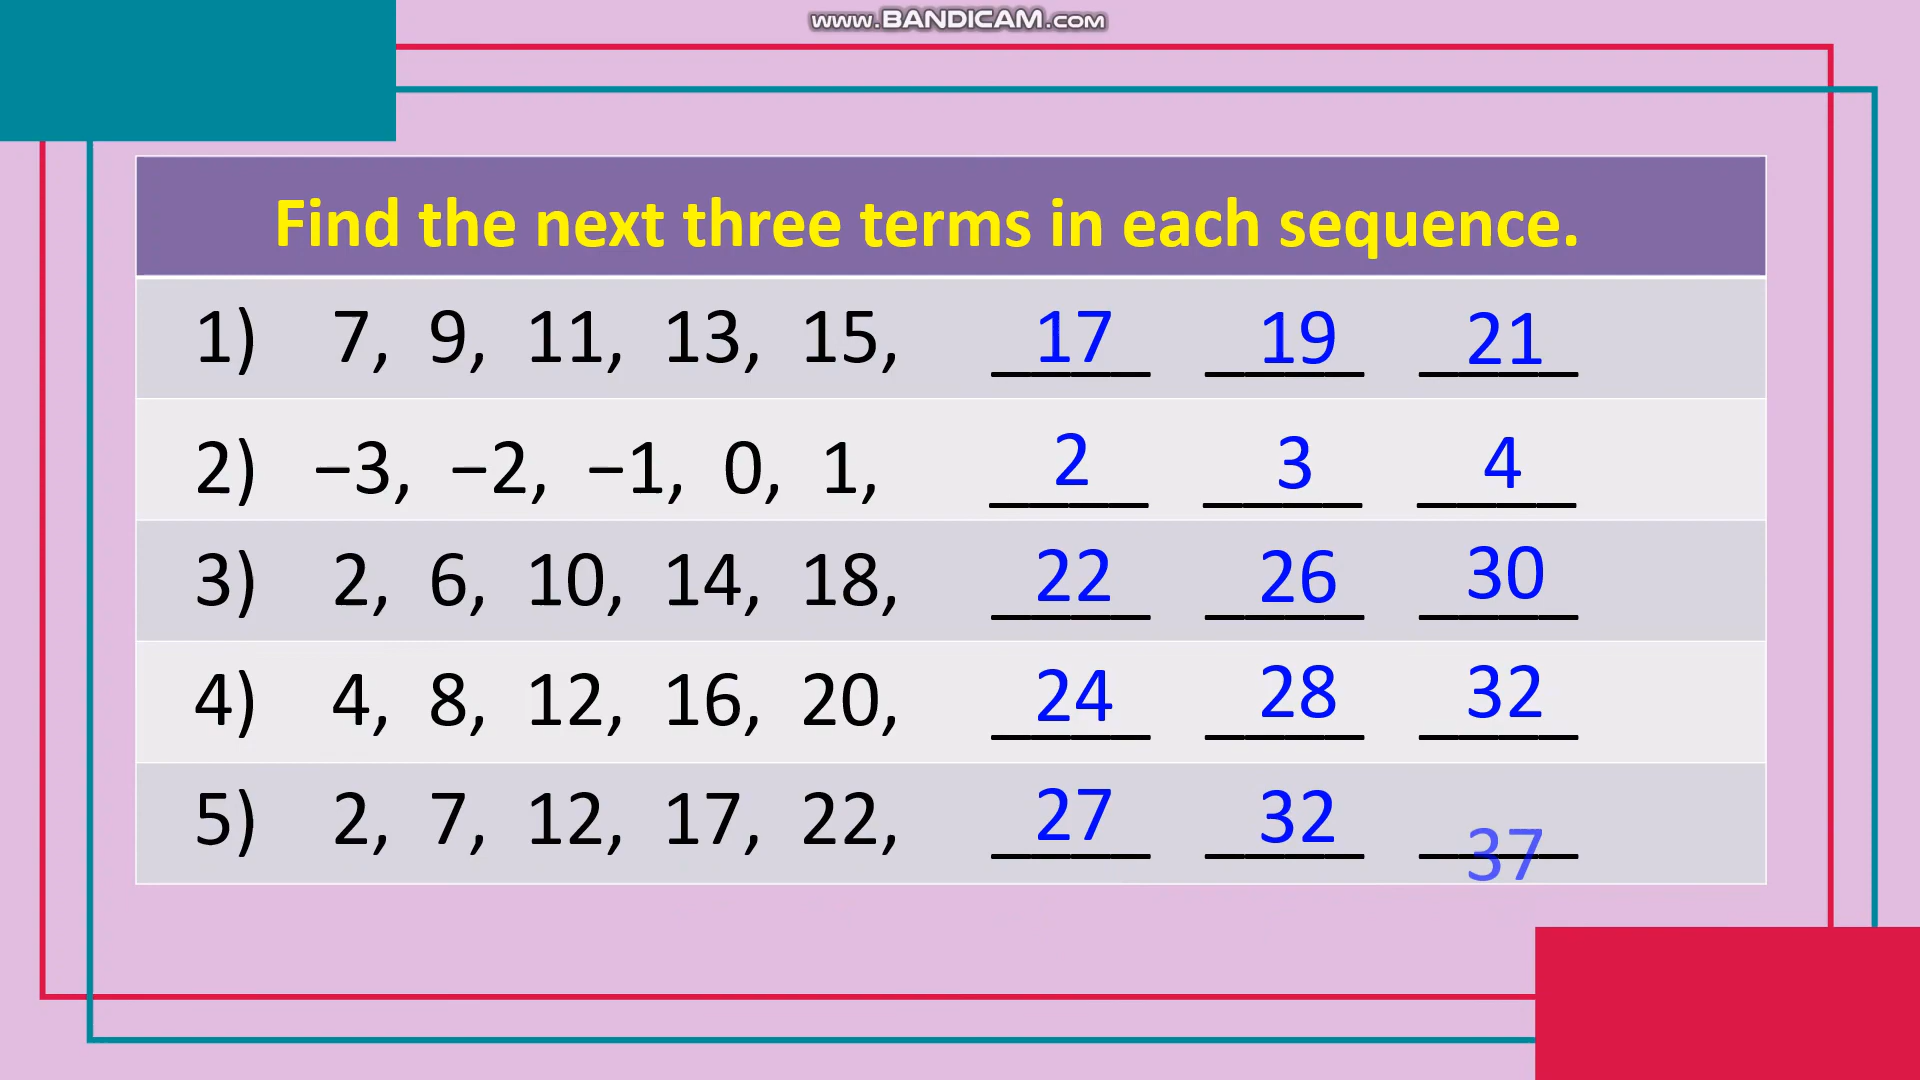 www.BANDICAM.com
Find the next three terms in each sequence.
1) 7, 9, 11, 13, 15, 17 19 21
2) −3, −2, −1, 0, 1, 2 3 4
3) 2, 6, 10, 14, 18, 22 26 30
4) 4, 8, 12, 16, 20, 24 28 32
5) 2, 7, 12, 17, 22, 27 32 37